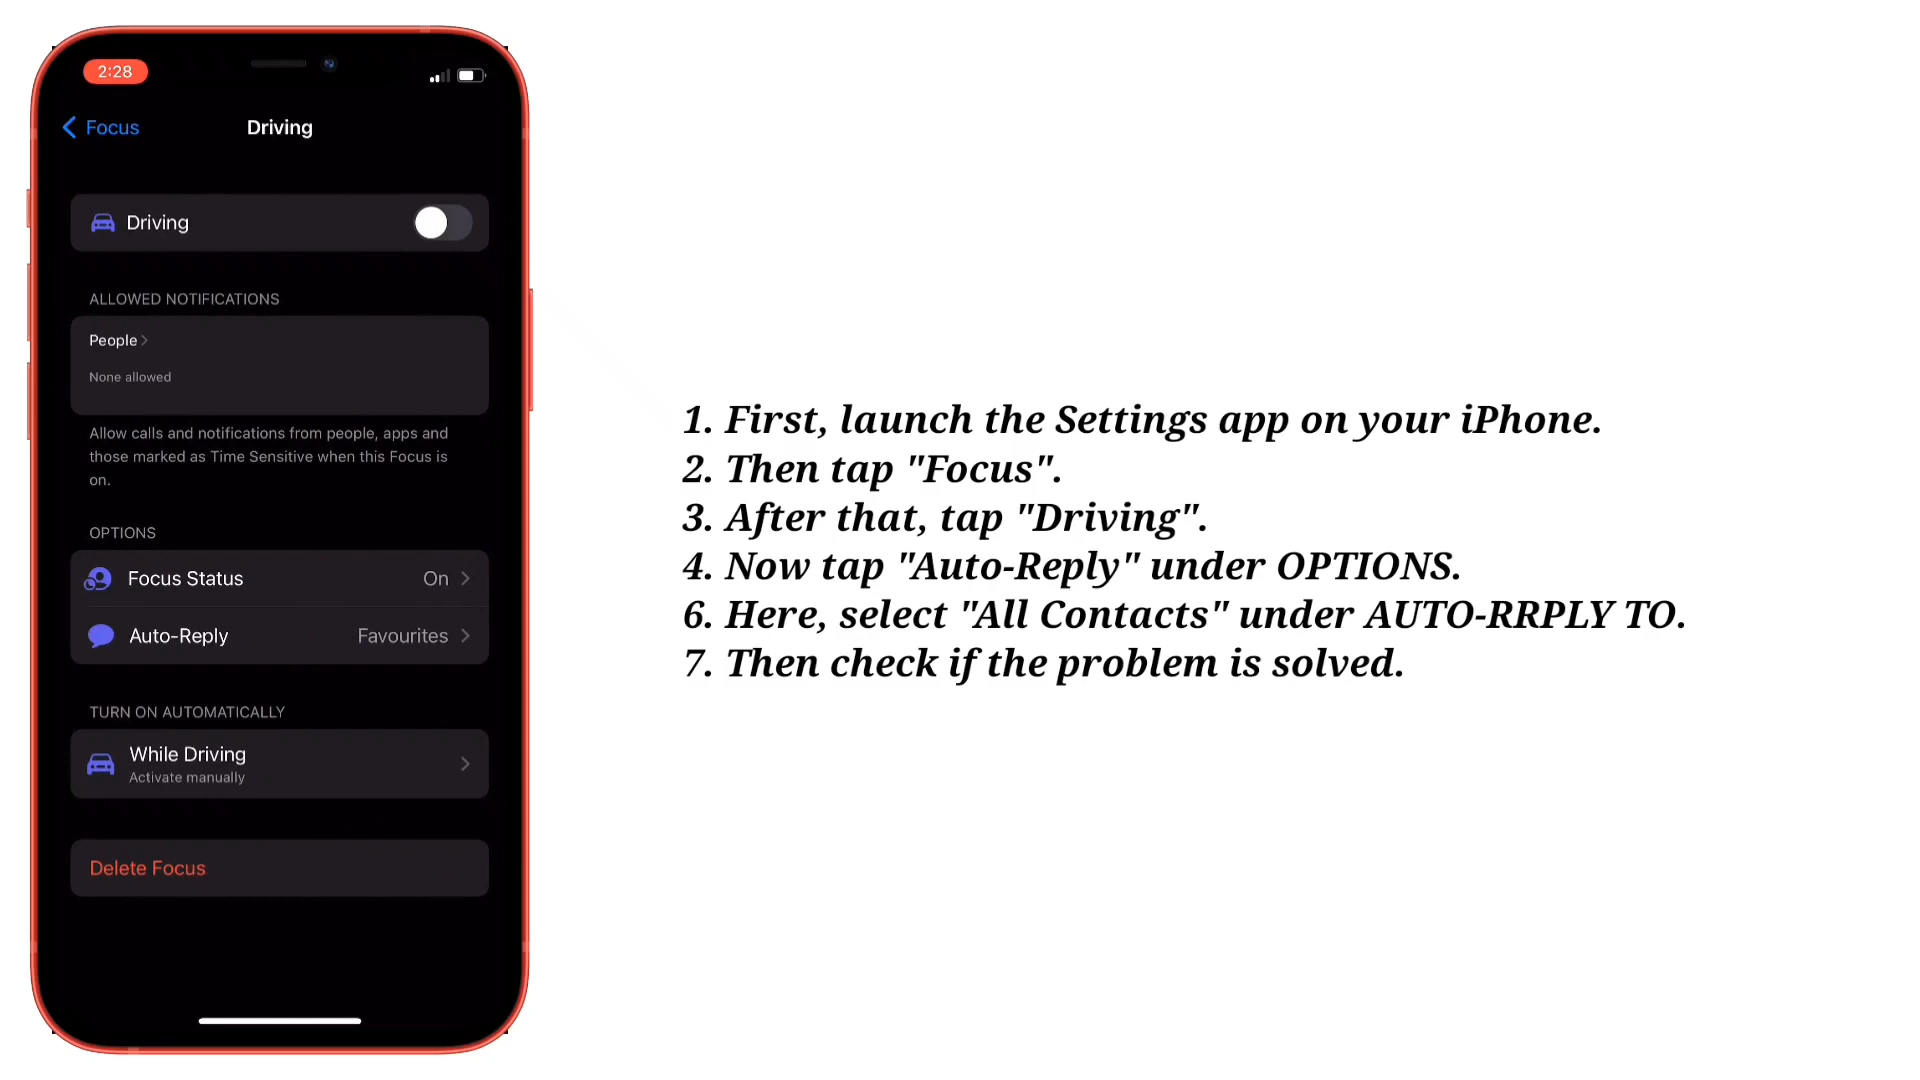 2:28
Focus
Driving
Driving
ALLOWED NOTIFICATIONS
People
None allowed
Allow calls and notifications from people, apps and
those marked as Time Sensitive when this Focus is
on.
OPTIONS
Focus Status On
Auto-Reply Favourites
TURN ON AUTOMATICALLY
While Driving
Activate manually
Delete Focus
1. First, launch the Settings app on your iPhone.
2. Then tap "Focus".
3. After that, tap "Driving".
4. Now tap "Auto-Reply" under OPTIONS.
6. Here, select "All Contacts" under AUTO-RRPLY TO.
7. Then check if the problem is solved.